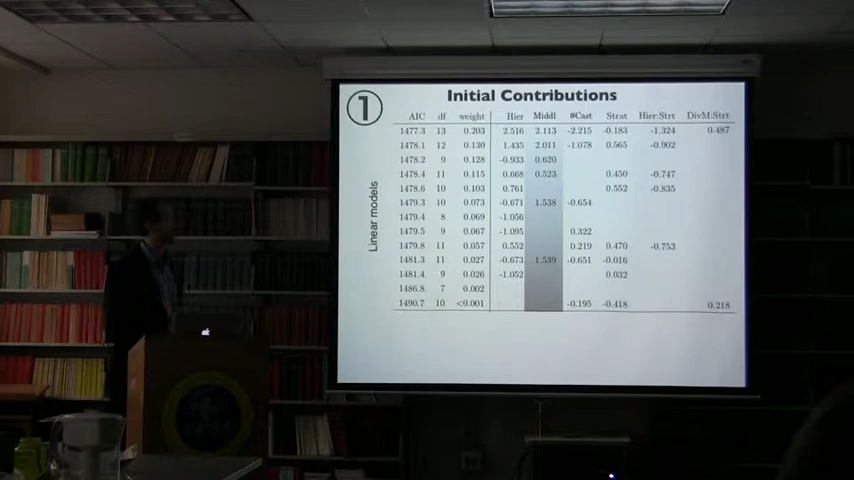 1
Initial Contributions
AIC df weight Hier Middl #Cast Strat Hier:Strt DivM:Strt
1477.3 13 0.203 2.516 2.113 -2.215 -0.183 -1.324 0.487
1478.1 12 0.130 1.435 2.011 -1.078 0.565 -0.902
1478.2 9 0.128 -0.933 0.620
1478.4 11 0.115 0.668 0.523 0.450 -0.747
1478.6 10 0.103 0.761 0.552 -0.835
1479.3 10 0.073 -0.671 1.538 -0.654
1479.4 8 0.069 -1.056
1479.5 9 0.067 -1.095 0.322
1479.8 11 0.057 0.552 0.219 0.470 -0.753
1481.3 11 0.027 -0.673 1.539 -0.651 -0.016
1481.4 9 0.026 -1.052 0.032
1486.8 7 0.002
1490.7 10 <0.001 -0.195 -0.418 0.218
Linear models